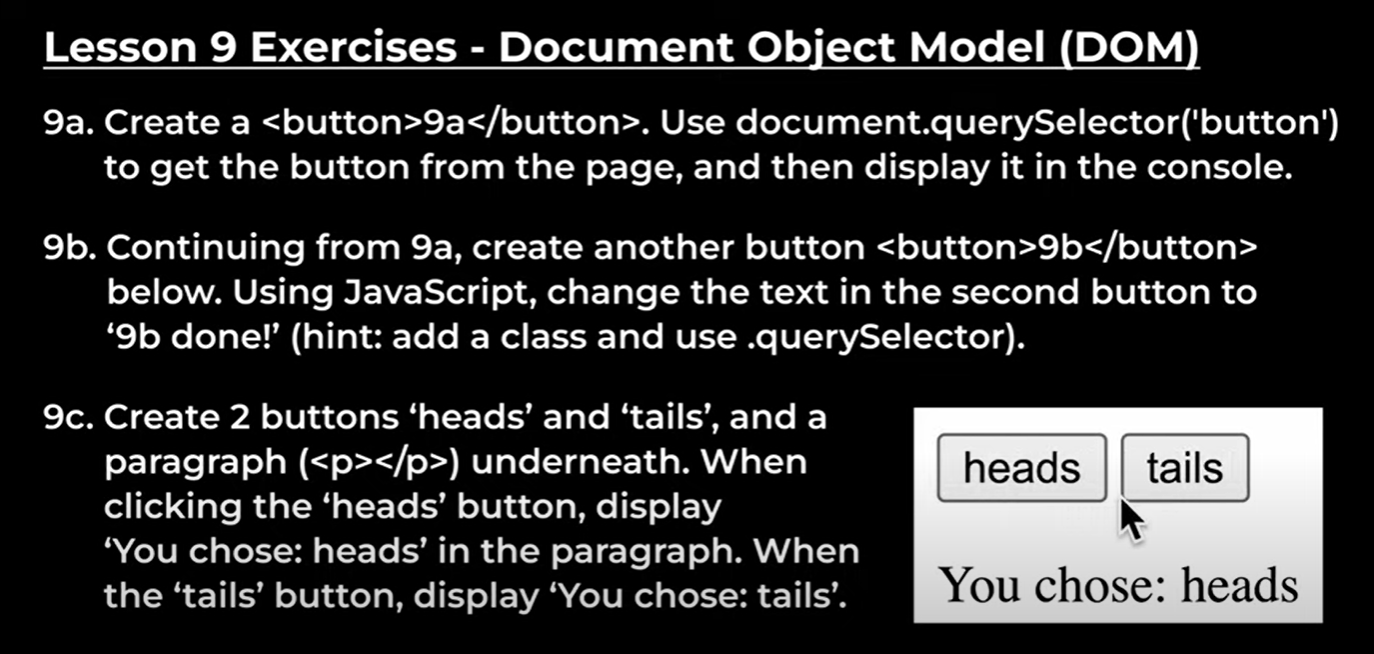 Lesson 9 Exercises - Document Object Model (DOM)
9a. Create a <button>9a</button>. Use document.querySelector('button')
to get the button from the page, and then display it in the console.
9b. Continuing from 9a, create another button <button>9b</button>
below. Using JavaScript, change the text in the second button to
‘9b done!’ (hint: add a class and use .querySelector).
9c. Create 2 buttons ‘heads’ and ‘tails’, and a
paragraph (<p></p>) underneath. When
clicking the ‘heads’ button, display
‘You chose: heads’ in the paragraph. When
the ‘tails’ button, display ‘You chose: tails’.
heads tails
You chose: heads